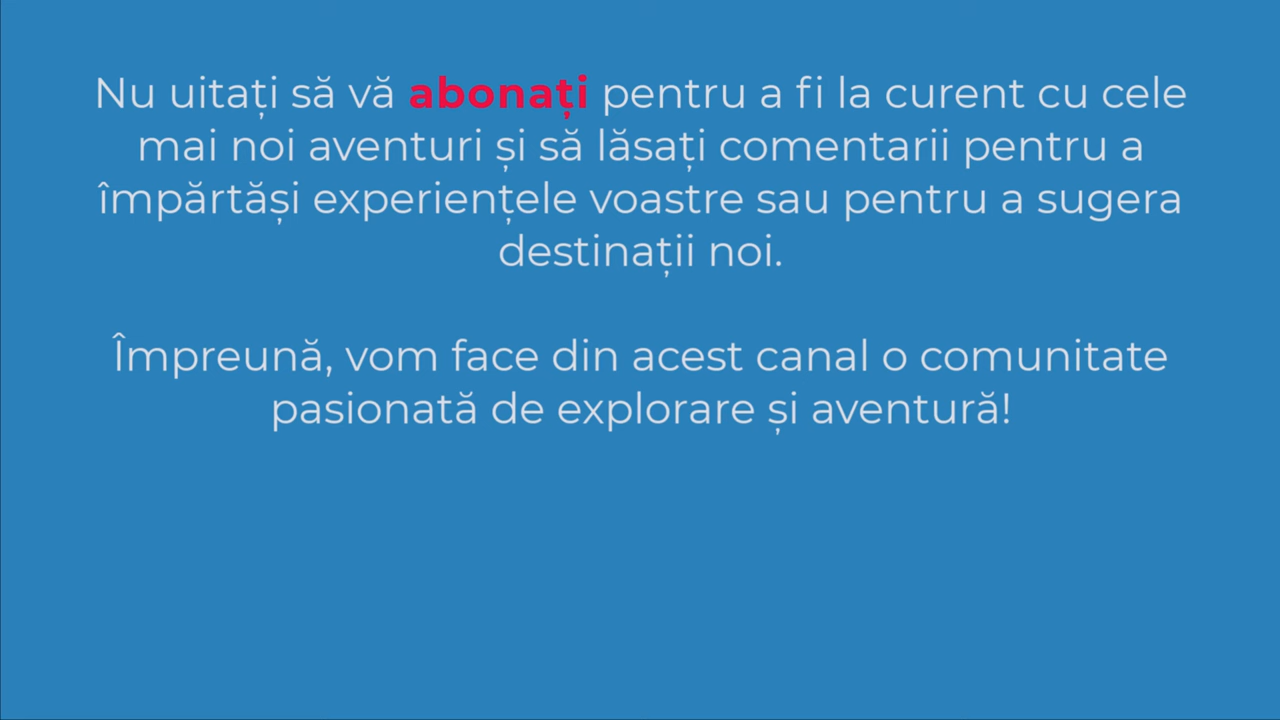 Nu uitați să vă abonați pentru a fi la curent cu cele
mai noi aventuri și să lăsați comentarii pentru a
împărtăși experiențele voastre sau pentru a sugera
destinații noi.
Împreună, vom face din acest canal o comunitate
pasionată de explorare și aventură!